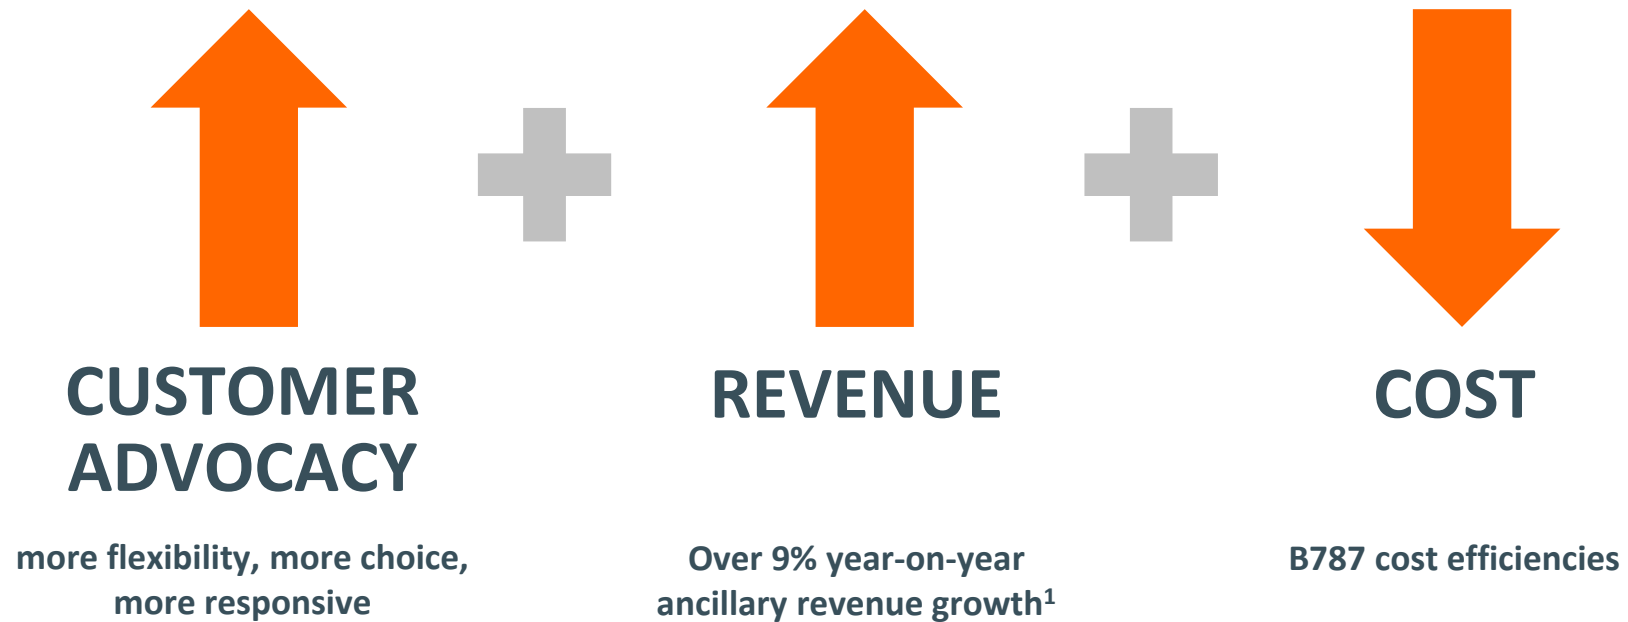 CUSTOMER
ADVOCACY
more flexibility, more choice,
more responsive
REVENUE
Over 9% year-on-year
ancillary revenue growth¹
COST
B787 cost efficiencies